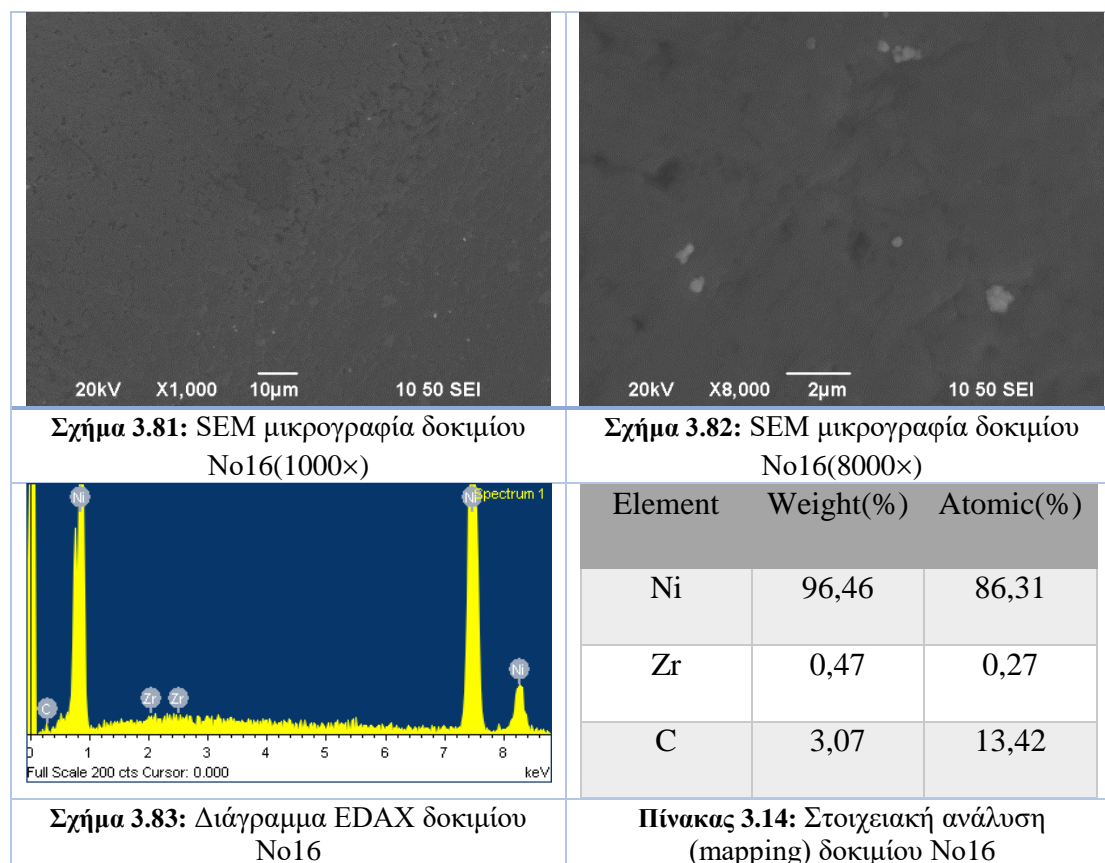 20kV X1,000 10μm 10 50 SEI
20kV X8,000 2μm 10 50 SEI
Σχήμα 3.81: SEM μικρογραφία δοκιμίου
No16(1000×)
Σχήμα 3.82: SEM μικρογραφία δοκιμίου
No16(8000×)
Ni Ni Spectrum 1
Ni
Zr Zr
C
0 1 2 3 4 5 6 7 8
Full Scale 200 cts Cursor: 0.000 keV
Element Weight(%) Atomic(%)
Ni 96,46 86,31
Zr 0,47 0,27
C 3,07 13,42
Σχήμα 3.83: Διάγραμμα EDAX δοκιμίου
No16
Πίνακας 3.14: Στοιχειακή ανάλυση
(mapping) δοκιμίου No16